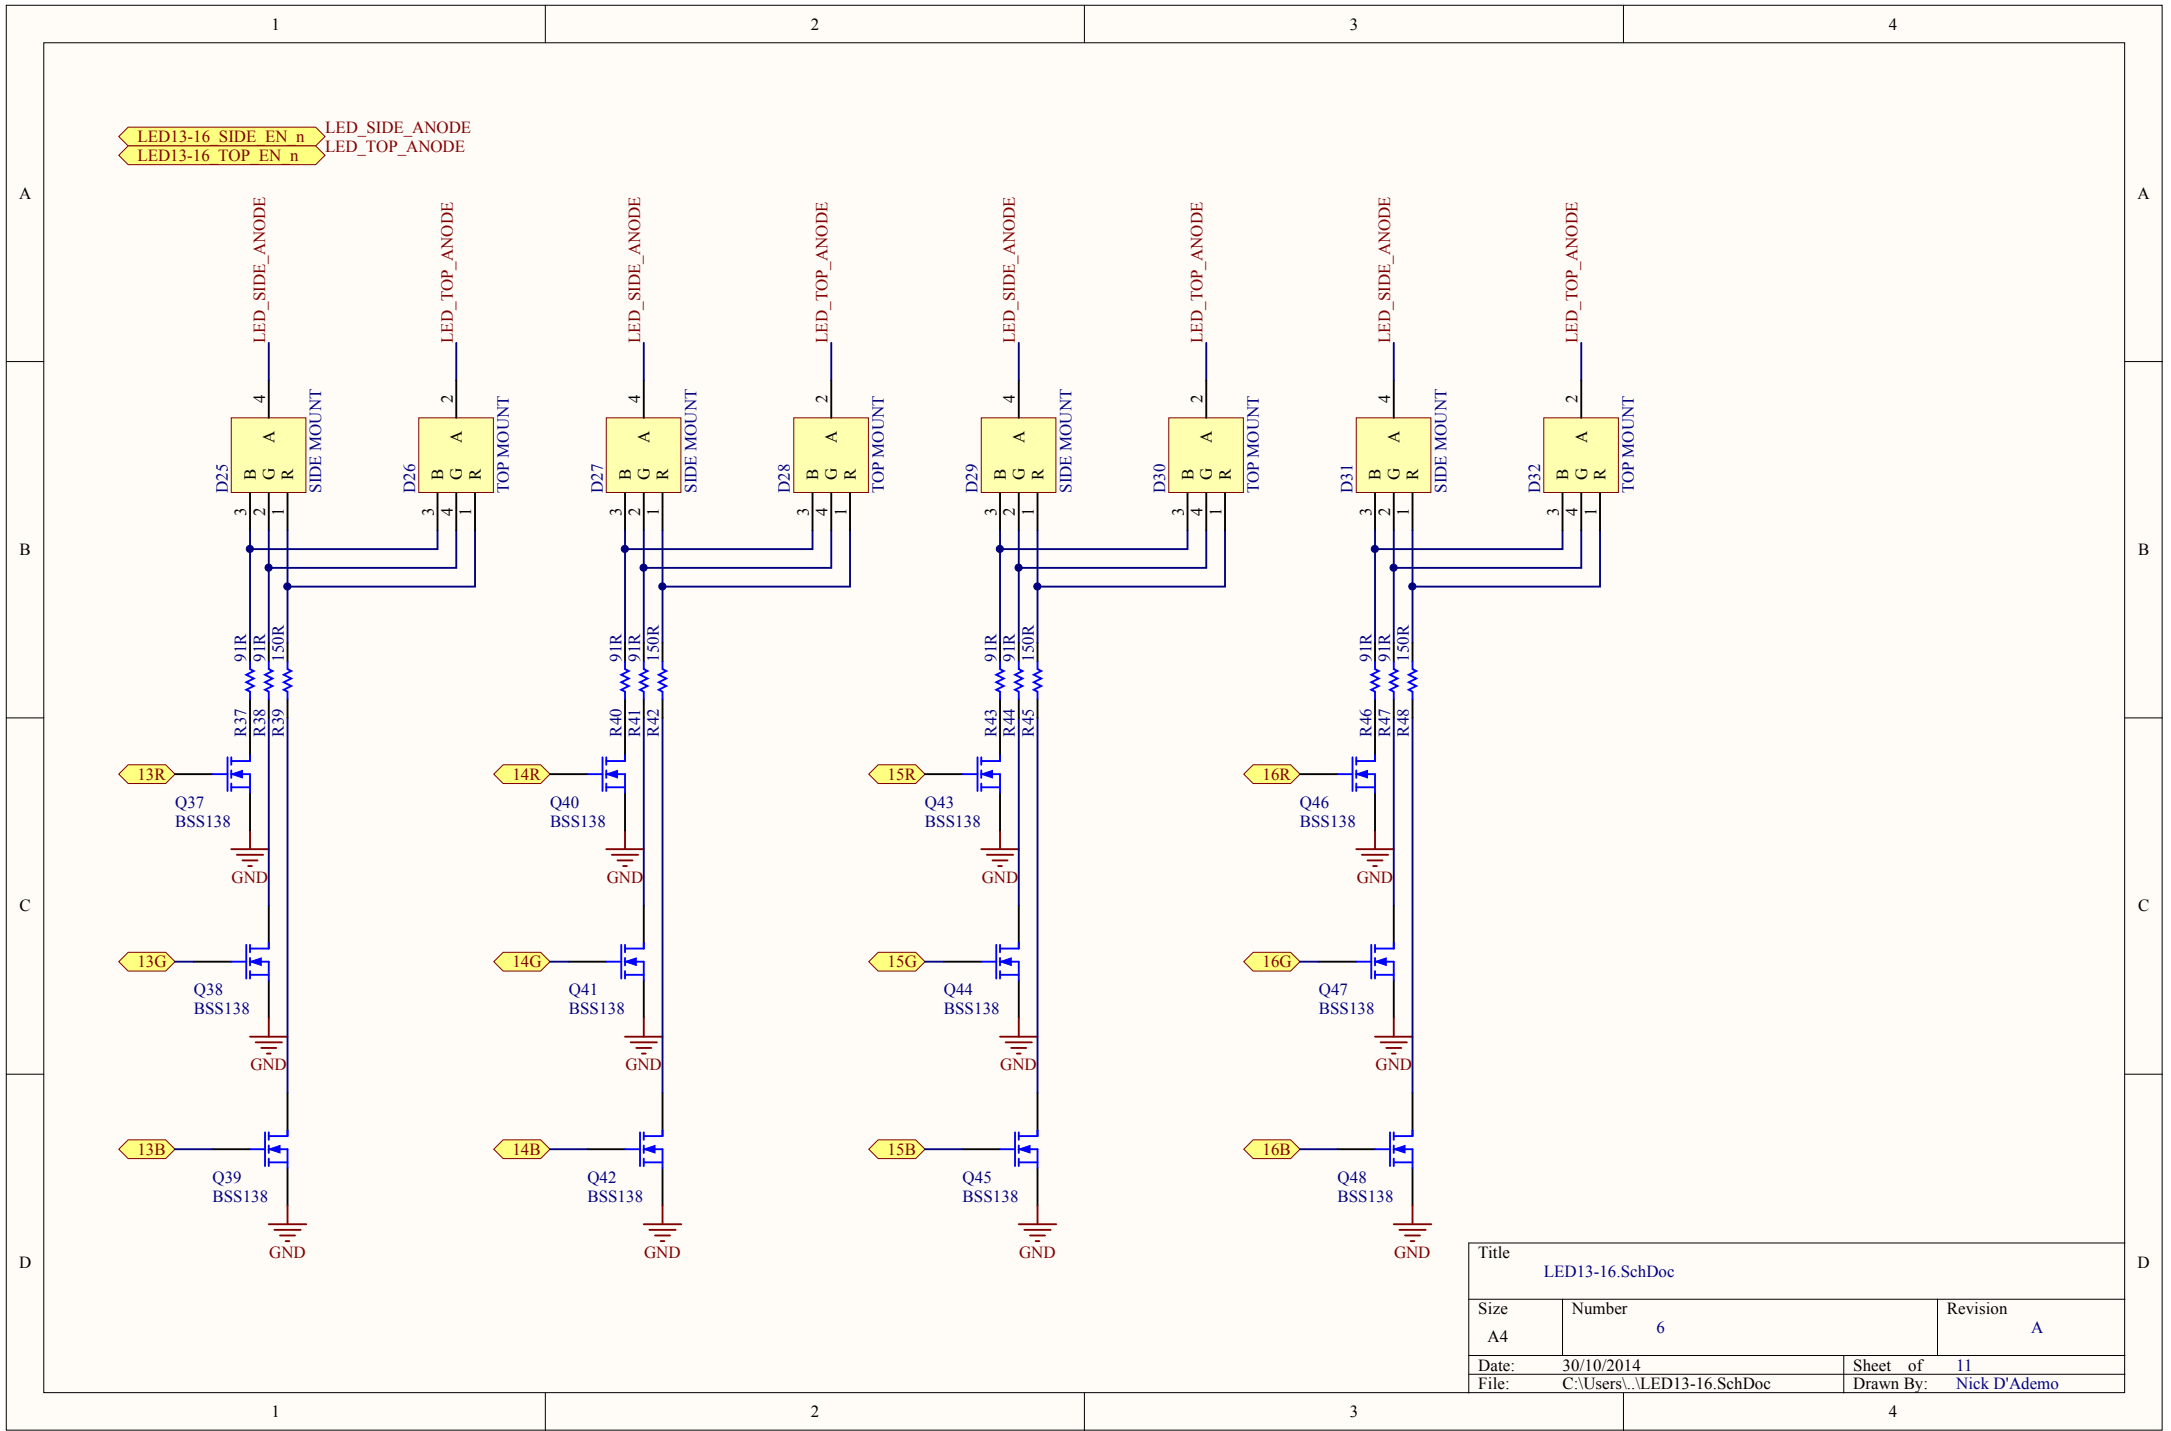 1 2 3 4
LED13-16_SIDE_EN_n LED_SIDE_ANODE
LED13-16_TOP_EN_n LED_TOP_ANODE
A A
LED_SIDE_ANODE LED_TOP_ANODE LED_SIDE_ANODE LED_TOP_ANODE LED_SIDE_ANODE LED_TOP_ANODE LED_SIDE_ANODE LED_TOP_ANODE
4 2 4 2 4 2 4 2
A A A A A A A A
B G R B G R B G R B G R B G R B G R B G R B G R
D25 SIDE MOUNT D26 TOP MOUNT D27 SIDE MOUNT D28 TOP MOUNT D29 SIDE MOUNT D30 TOP MOUNT D31 SIDE MOUNT D32 TOP MOUNT
3 2 1 3 4 1 3 2 1 3 4 1 3 2 1 3 4 1 3 2 1 3 4 1
B B
91R 91R 150R 91R 91R 150R 91R 91R 150R 91R 91R 150R
R37 R38 R39 R40 R41 R42 R43 R44 R45 R46 R47 R48
13R 14R 15R 16R
Q37 Q40 Q43 Q46
BSS138 BSS138 BSS138 BSS138
GND GND GND GND
C C
13G 14G 15G 16G
Q38 Q41 Q44 Q47
BSS138 BSS138 BSS138 BSS138
GND GND GND GND
13B 14B 15B 16B
Q39 Q42 Q45 Q48
BSS138 BSS138 BSS138 BSS138
GND GND GND GND
D D
Title
LED13-16.SchDoc
Size Number Revision
A4 6 A
Date: 30/10/2014 Sheet of 11
File: C:\Users\..\LED13-16.SchDoc Drawn By: Nick D'Ademo
1 2 3 4